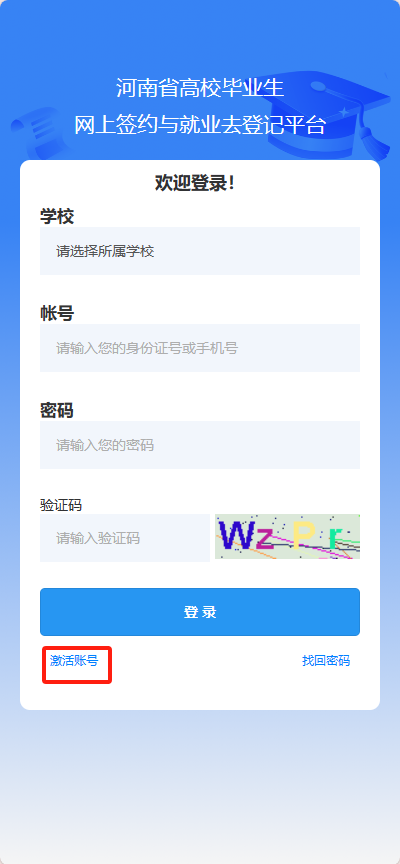 河南省高校毕业生
网上签约与就业去登记平台
欢迎登录！
学校
请选择所属学校
帐号
请输入您的身份证号或手机号
密码
请输入您的密码
验证码
请输入验证码
WzPr
登 录
激活账号
找回密码